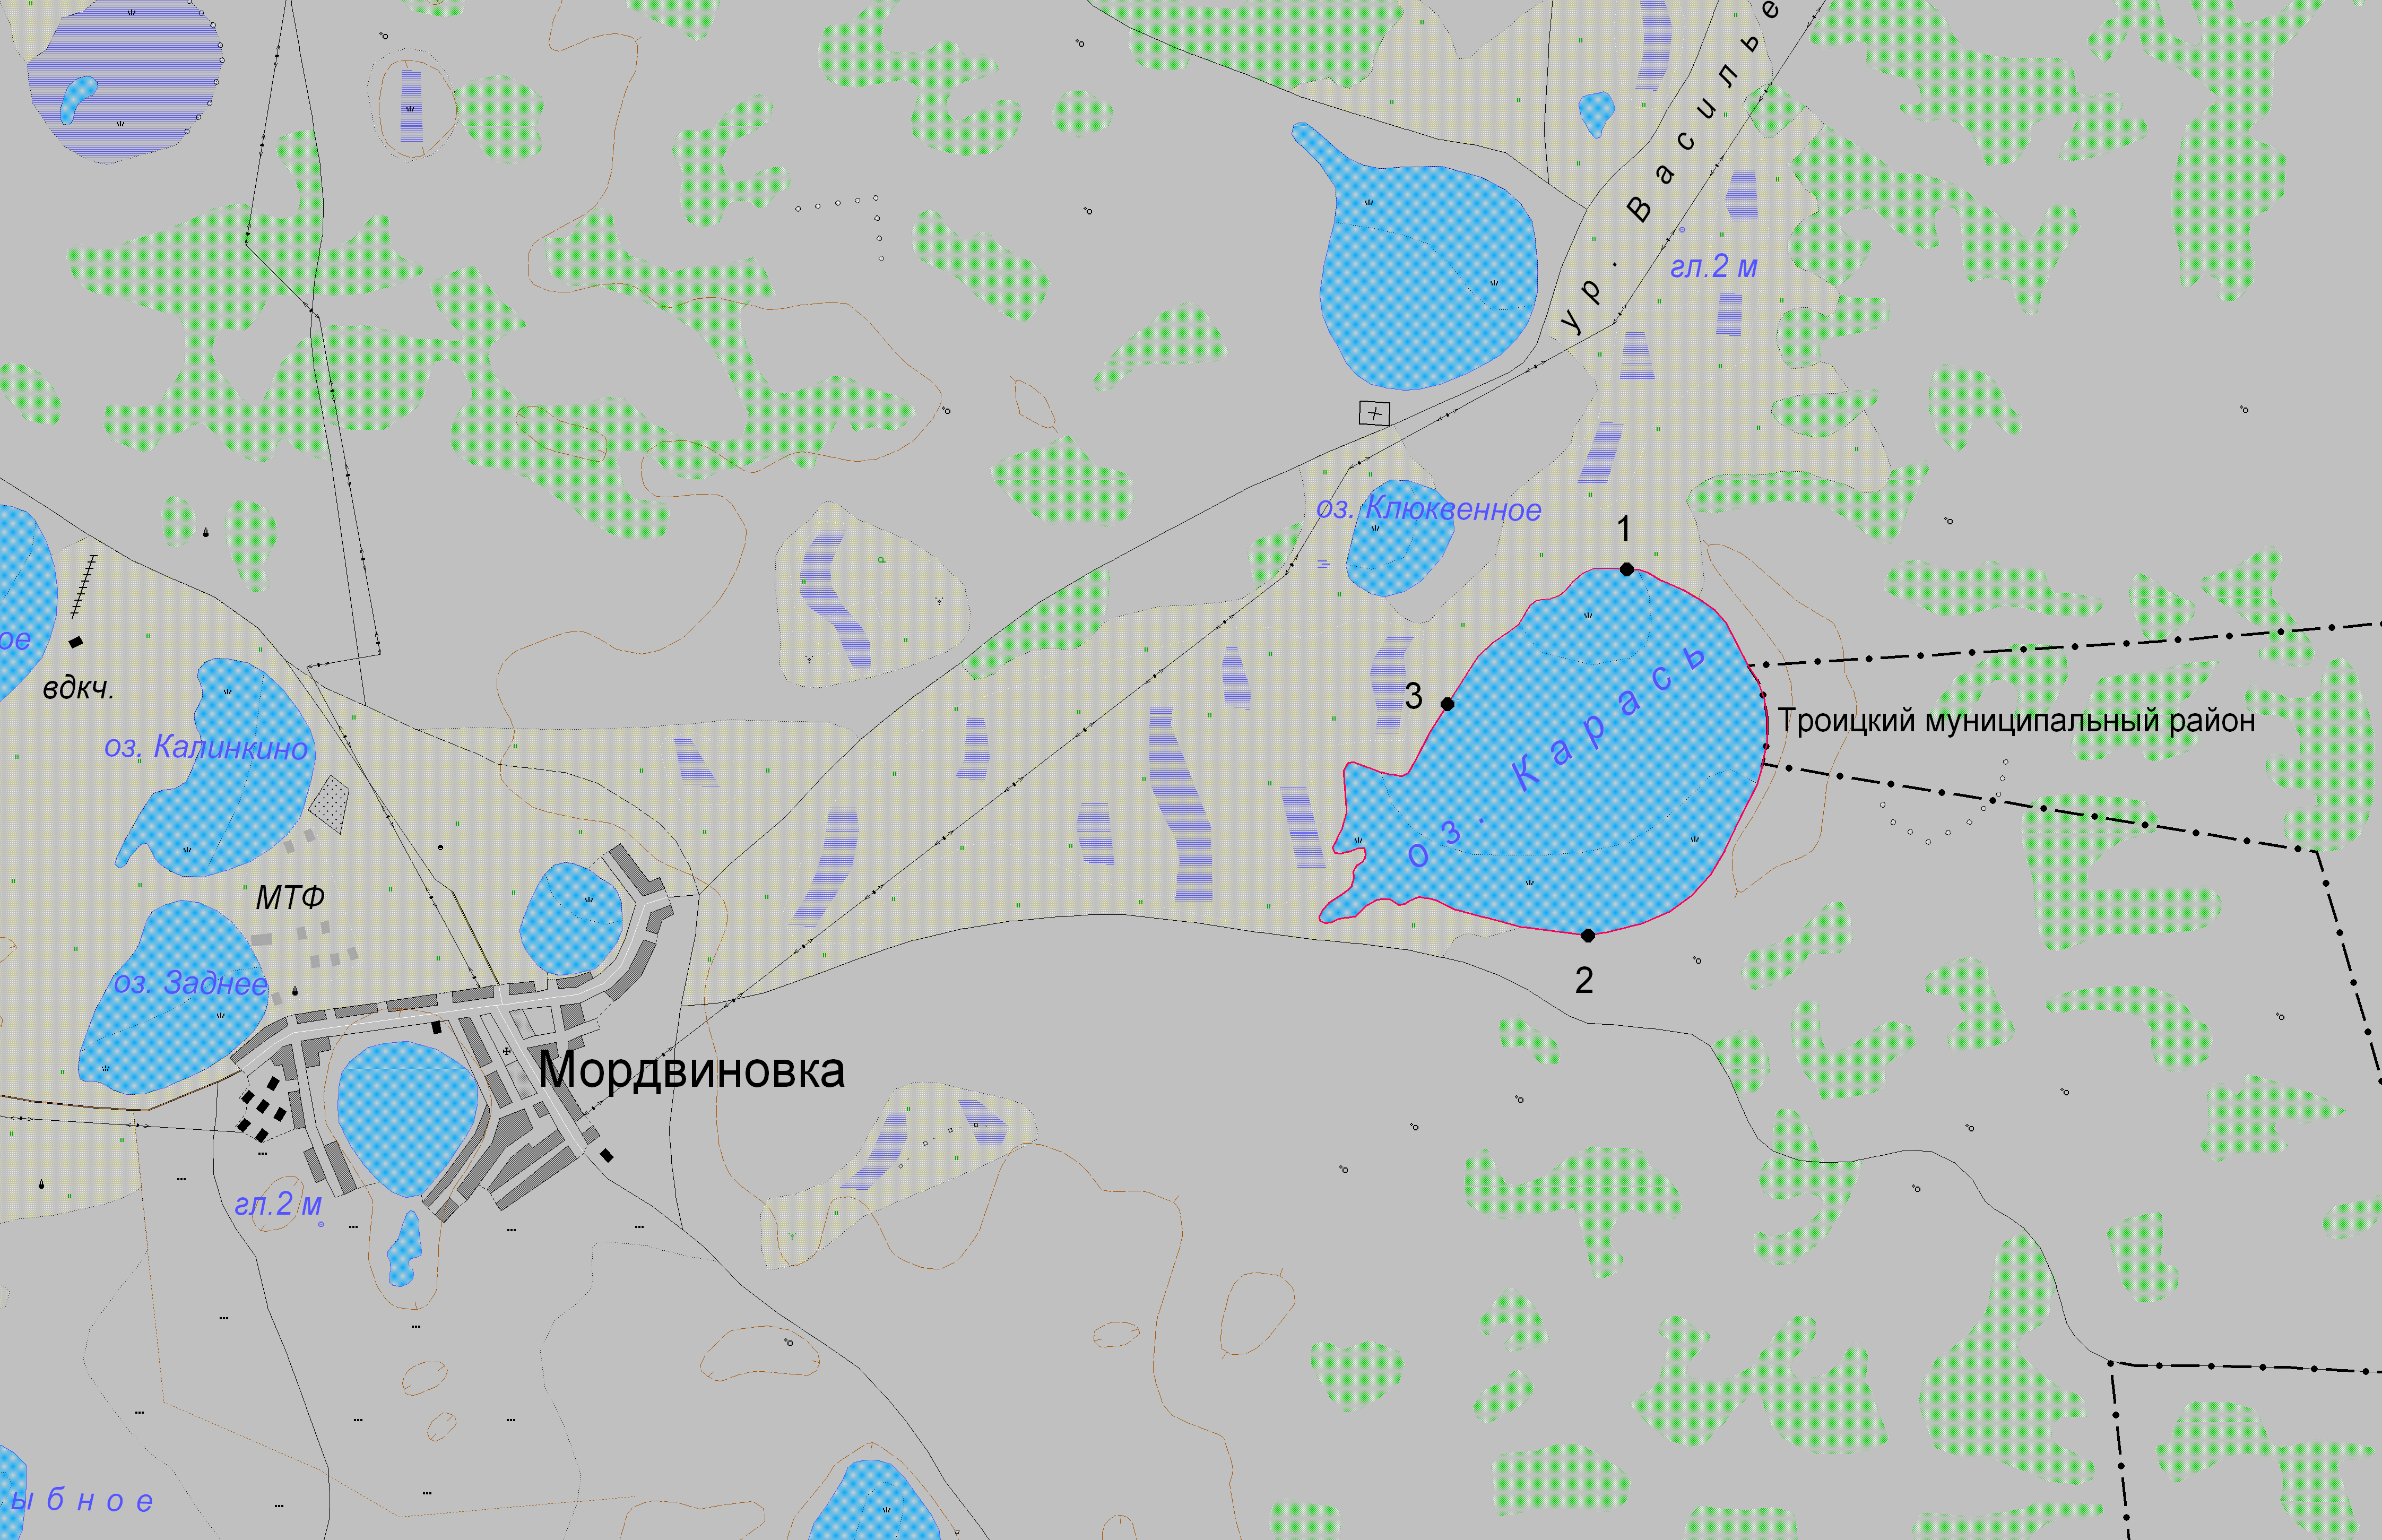 ур. Василье
гл.2 м
оз. Клюквенное
1
ое
вдкч.
3
оз. Карась
Троицкий муниципальный район
оз. Калинкино
МТФ
оз. Заднее
2
Мордвиновка
гл.2 м
ыбное